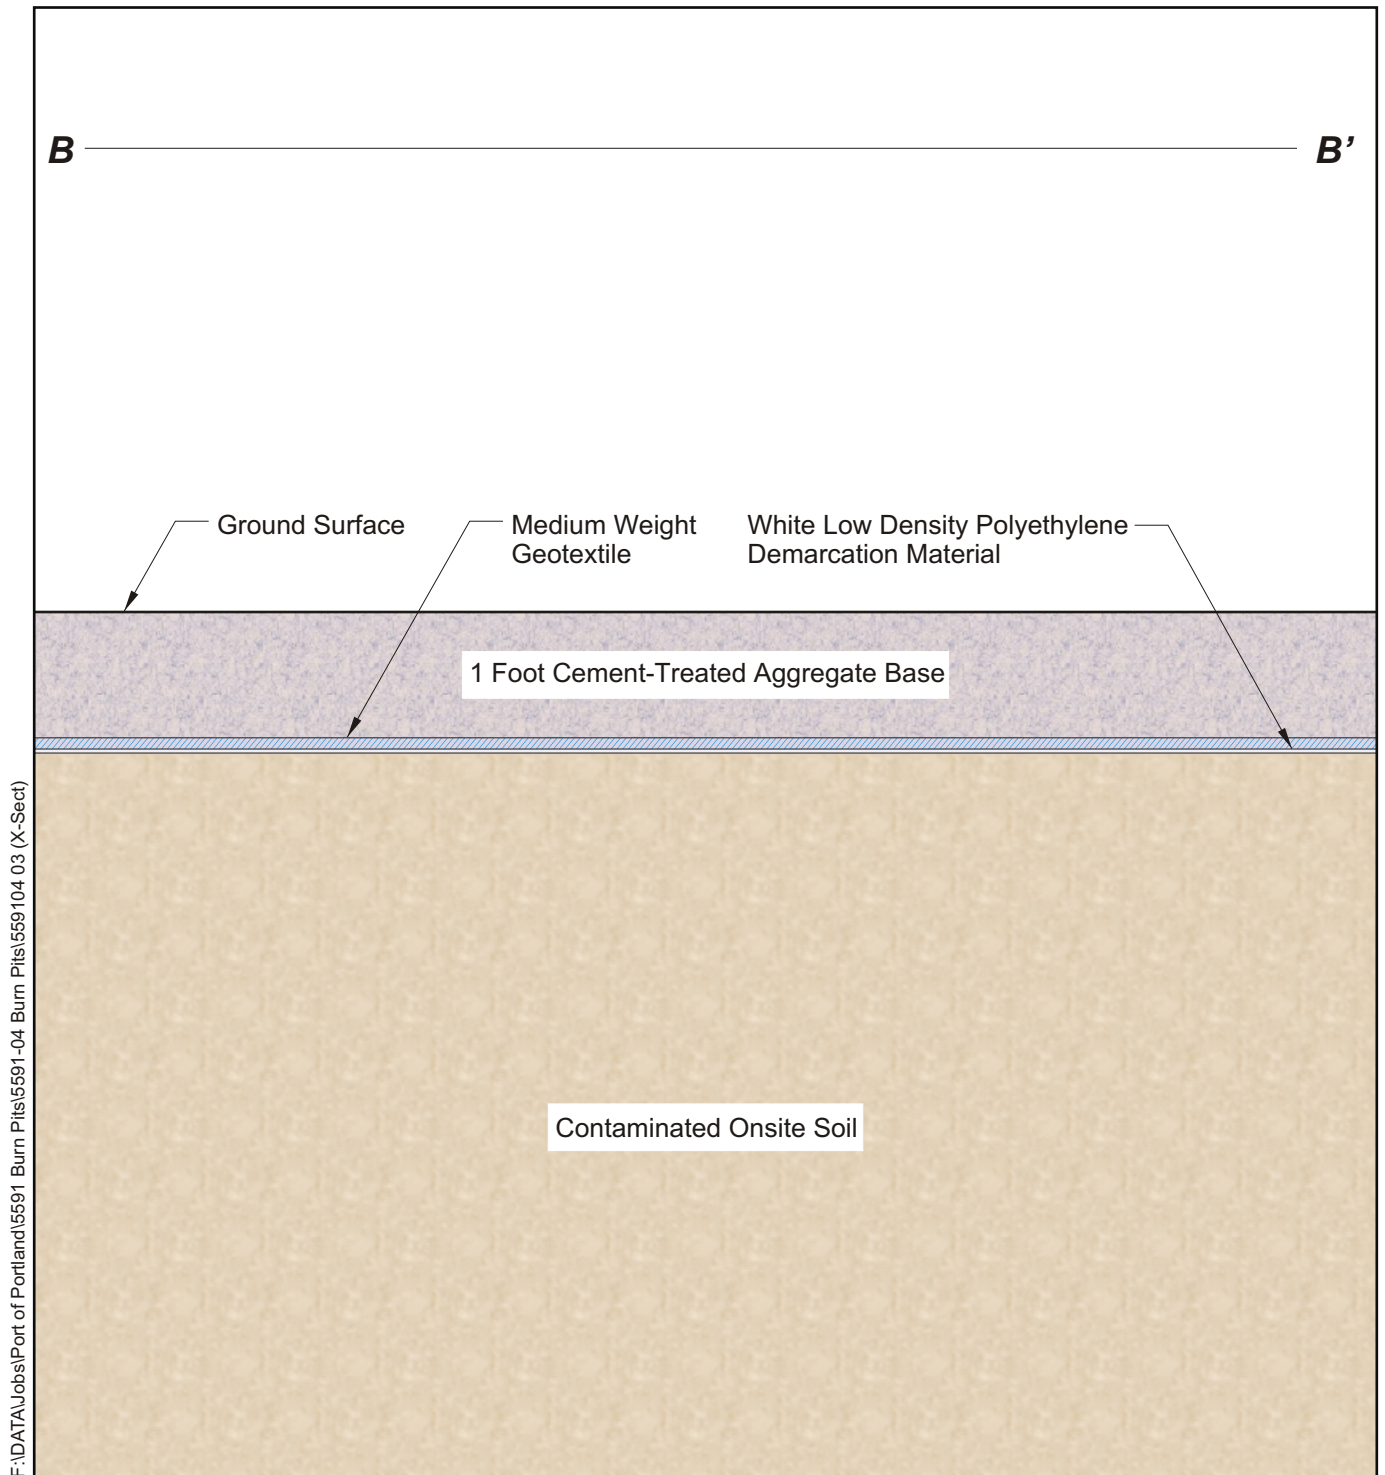 B
B’
Ground Surface
Medium Weight
Geotextile
White Low Density Polyethylene
Demarcation Material
1 Foot Cement-Treated Aggregate Base
Contaminated Onsite Soil
F:\DATA\Jobs\Port of Portland\5591 Burn Pits\5591-04 Burn Pits\559104 03 (X-Sect)